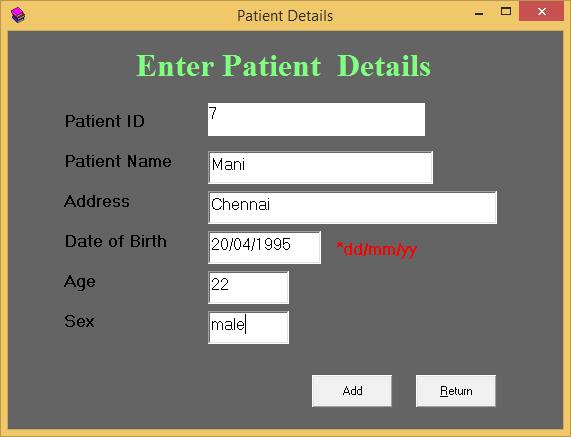 Patient Details
Enter Patient Details
Patient ID 7
Patient Name Mani
Address Chennai
Date of Birth 20/04/1995 *dd/mm/yy
Age 22
Sex male
Add Return